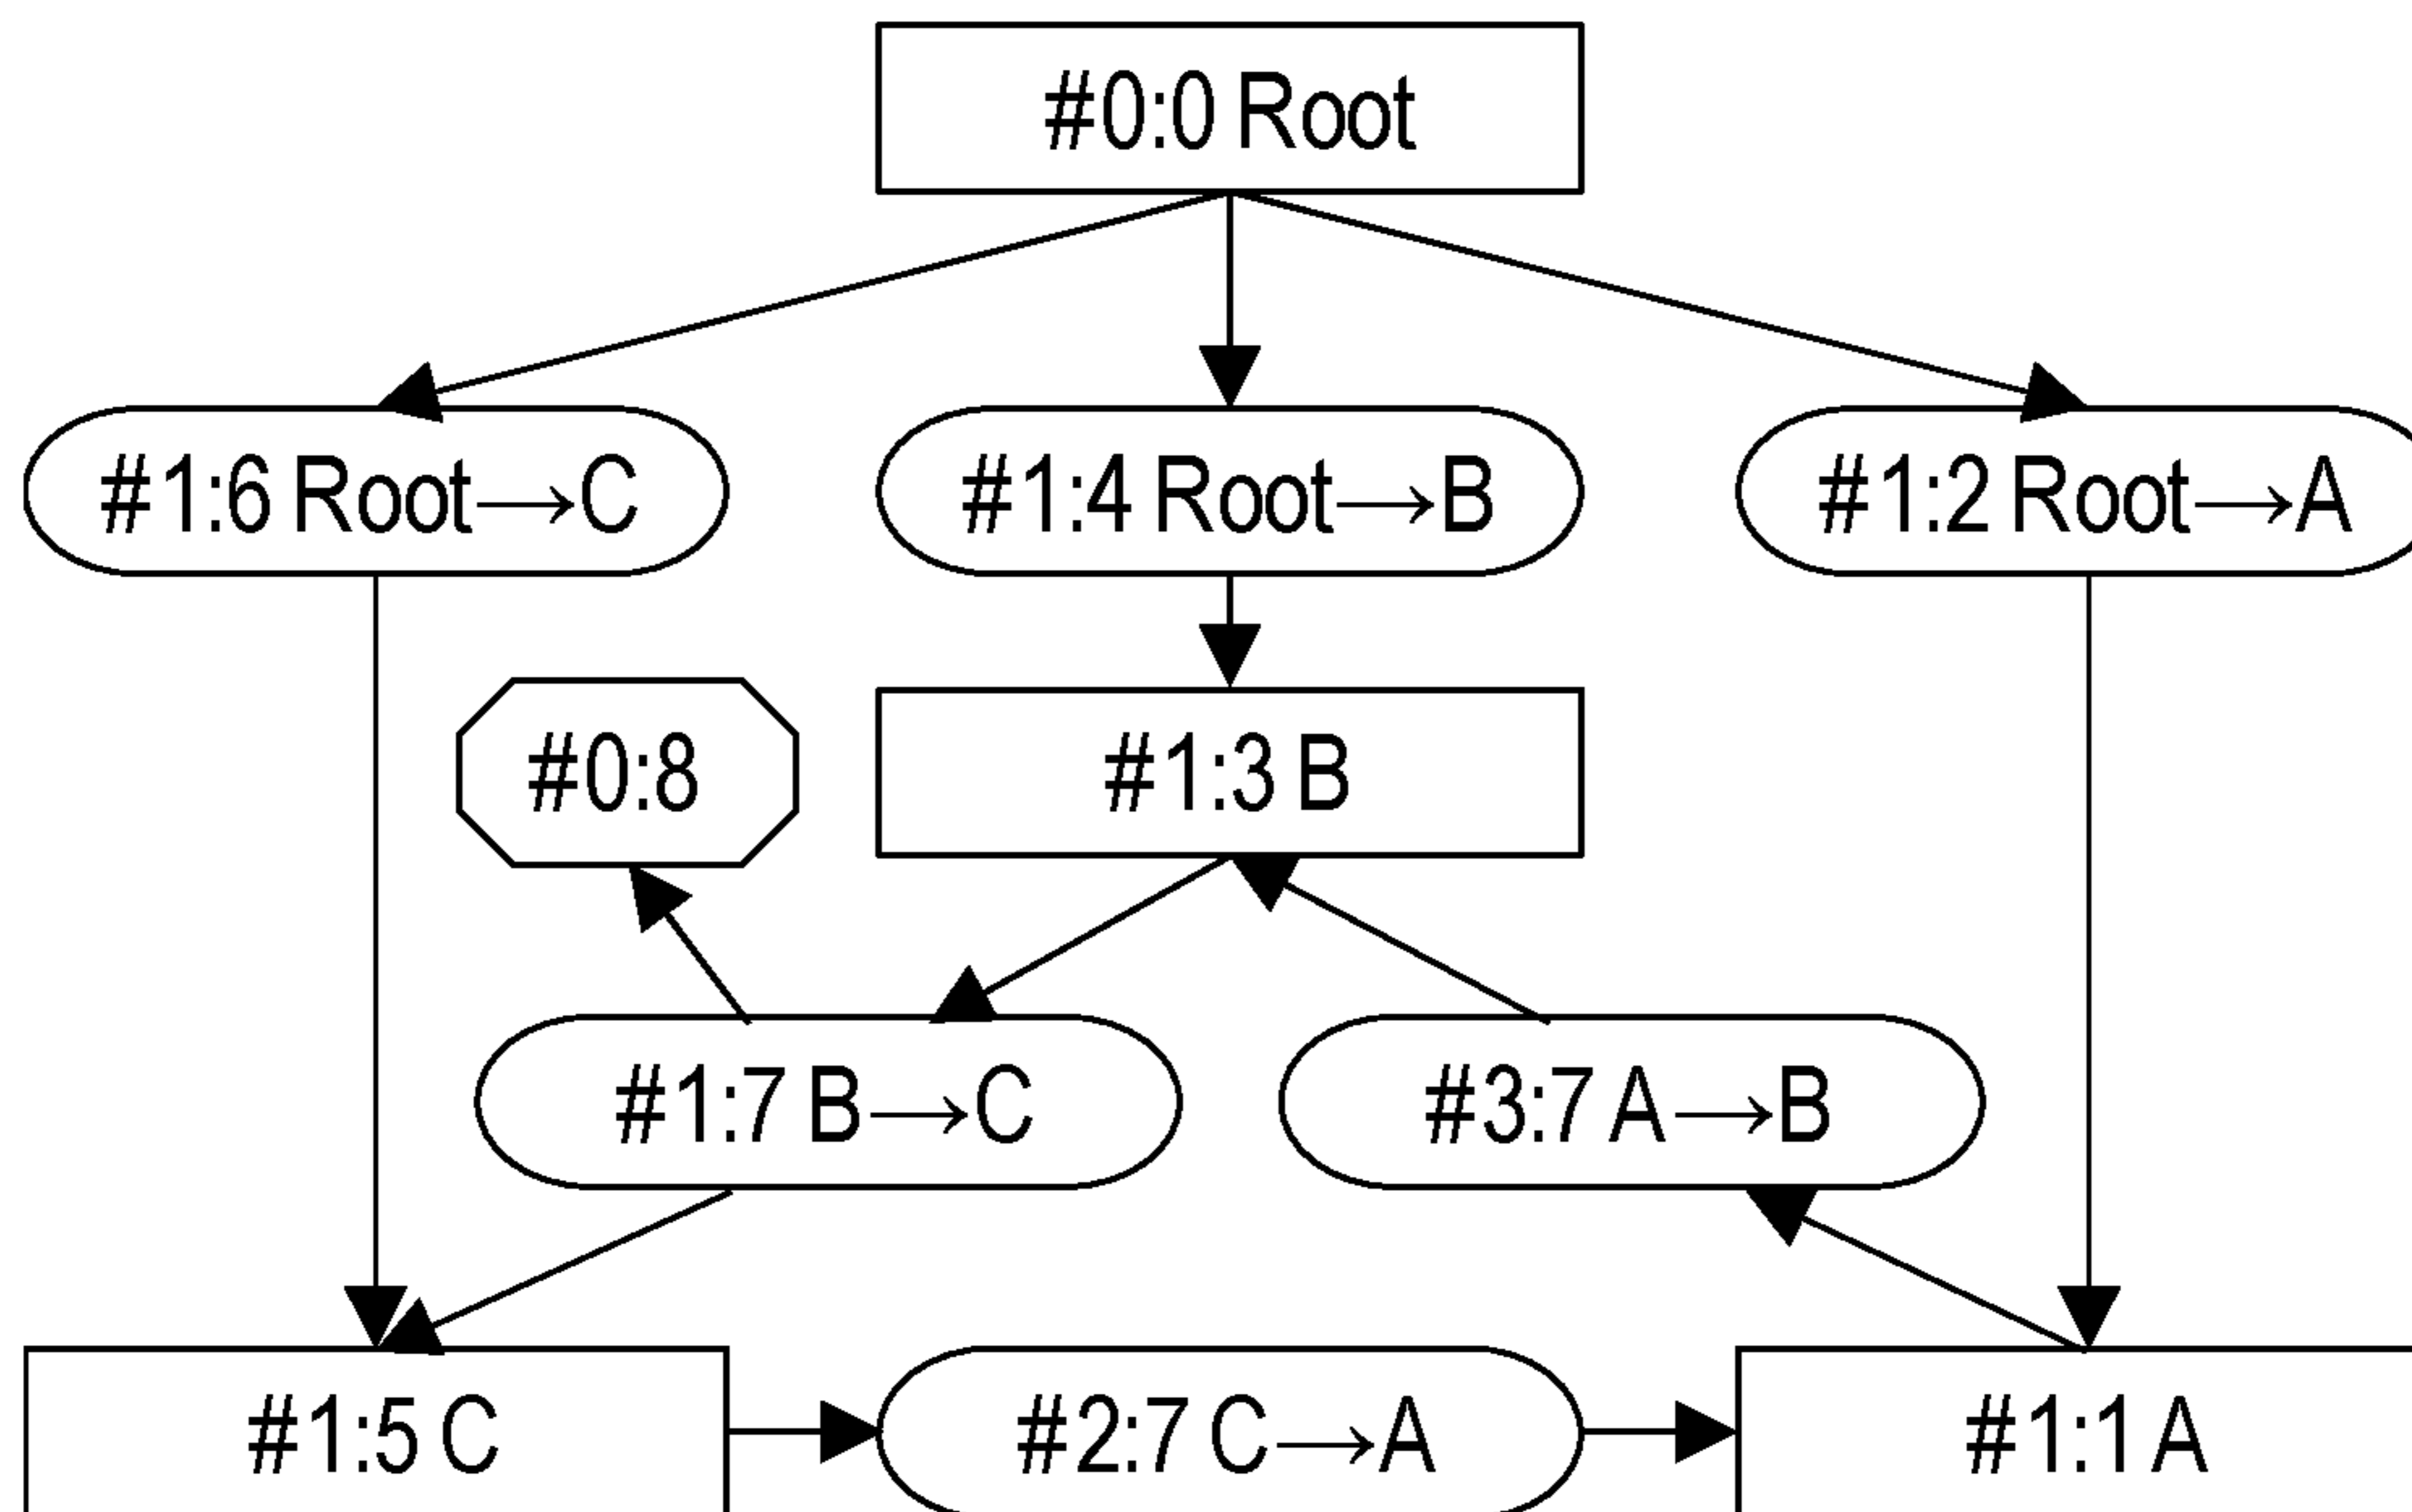 #0:0 Root
#1:6 Root→C
#1:4 Root→B
#1:2 Root→A
#0:8
#1:3 B
#1:7 B→C
#3:7 A→B
#1:5 C
#2:7 C→A
#1:1 A